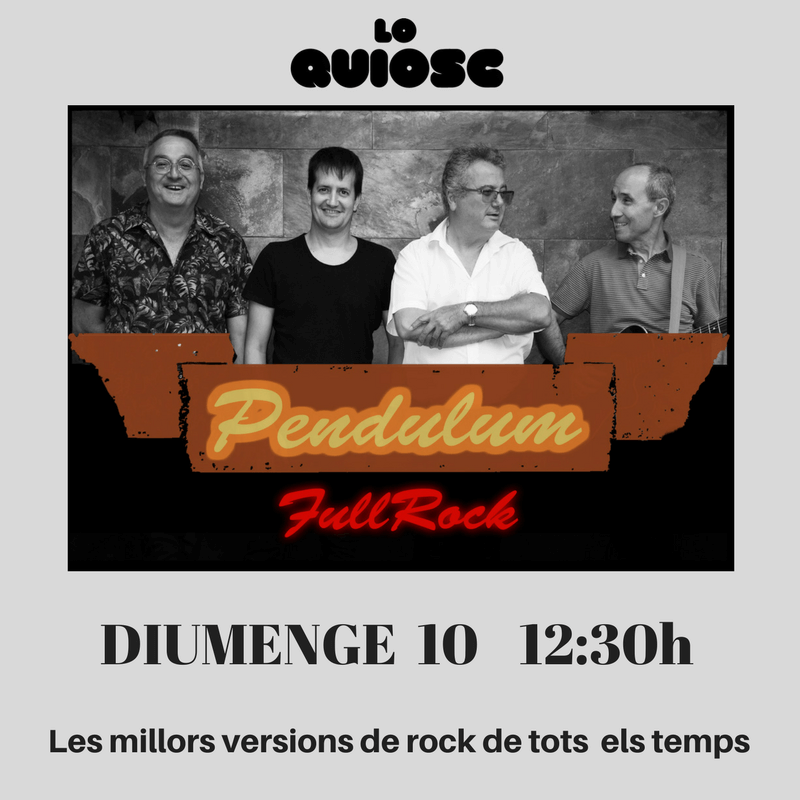 LO
QUIOSC
Pendulum
FullRock
DIUMENGE 10 12:30h
Les millors versions de rock de tots els temps